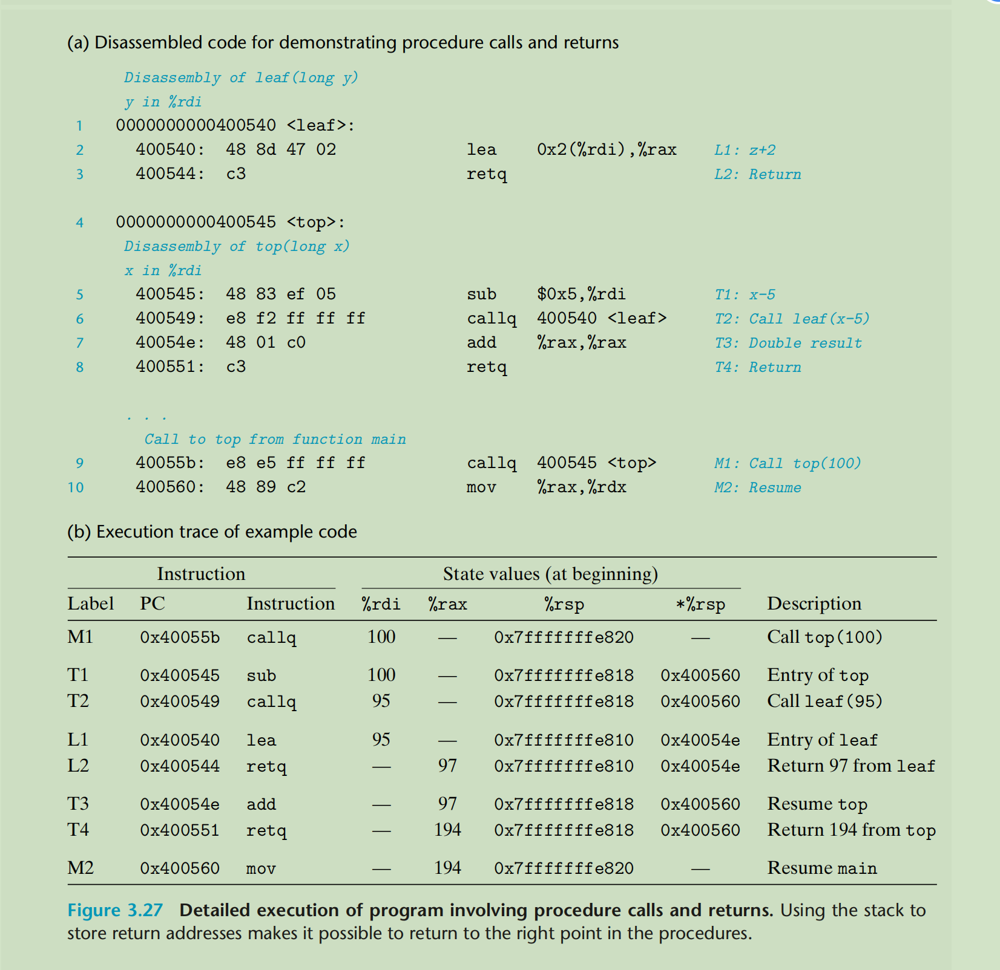 (a) Disassembled code for demonstrating procedure calls and returns
Disassembly of leaf(long y)
y in %rdi
1 0000000000400540 <leaf>:
2 400540: 48 8d 47 02 lea 0x2(%rdi),%rax L1: z+2
3 400544: c3 retq L2: Return
4 0000000000400545 <top>:
Disassembly of top(long x)
x in %rdi
5 400545: 48 83 ef 05 sub $0x5,%rdi T1: x-5
6 400549: e8 f2 ff ff ff callq 400540 <leaf> T2: Call leaf(x-5)
7 40054e: 48 01 c0 add %rax,%rax T3: Double result
8 400551: c3 retq T4: Return
. . .
Call to top from function main
9 40055b: e8 e5 ff ff ff callq 400545 <top> M1: Call top(100)
10 400560: 48 89 c2 mov %rax,%rdx M2: Resume
(b) Execution trace of example code
Instruction State values (at beginning)
Label PC Instruction %rdi %rax %rsp *%rsp Description
M1 0x40055b callq 100 — 0x7fffffffe820 — Call top(100)
T1 0x400545 sub 100 — 0x7fffffffe818 0x400560 Entry of top
T2 0x400549 callq 95 — 0x7fffffffe818 0x400560 Call leaf(95)
L1 0x400540 lea 95 — 0x7fffffffe810 0x40054e Entry of leaf
L2 0x400544 retq — 97 0x7fffffffe810 0x40054e Return 97 from leaf
T3 0x40054e add — 97 0x7fffffffe818 0x400560 Resume top
T4 0x400551 retq — 194 0x7fffffffe818 0x400560 Return 194 from top
M2 0x400560 mov — 194 0x7fffffffe820 — Resume main
Figure 3.27 Detailed execution of program involving procedure calls and returns. Using the stack to
store return addresses makes it possible to return to the right point in the procedures.